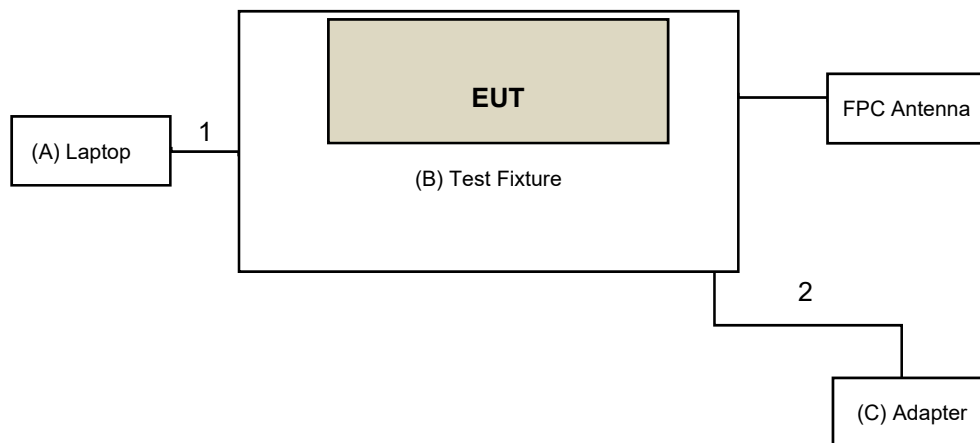 EUT
FPC Antenna
1
(A) Laptop
(B) Test Fixture
2
(C) Adapter